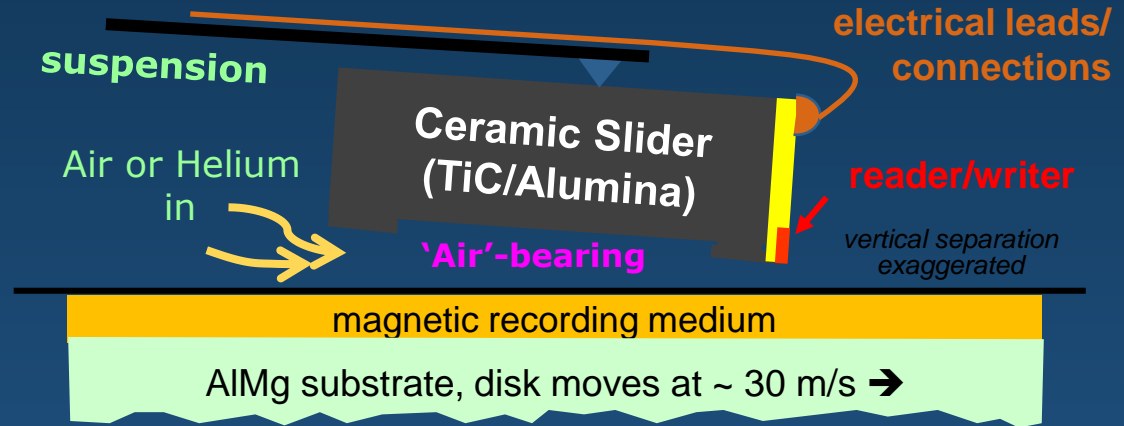 electrical leads/
connections
suspension
Ceramic Slider
(TiC/Alumina)
Air or Helium
in
reader/writer
‘Air’-bearing
vertical separation
exaggerated
magnetic recording medium
AlMg substrate, disk moves at ~ 30 m/s ➔